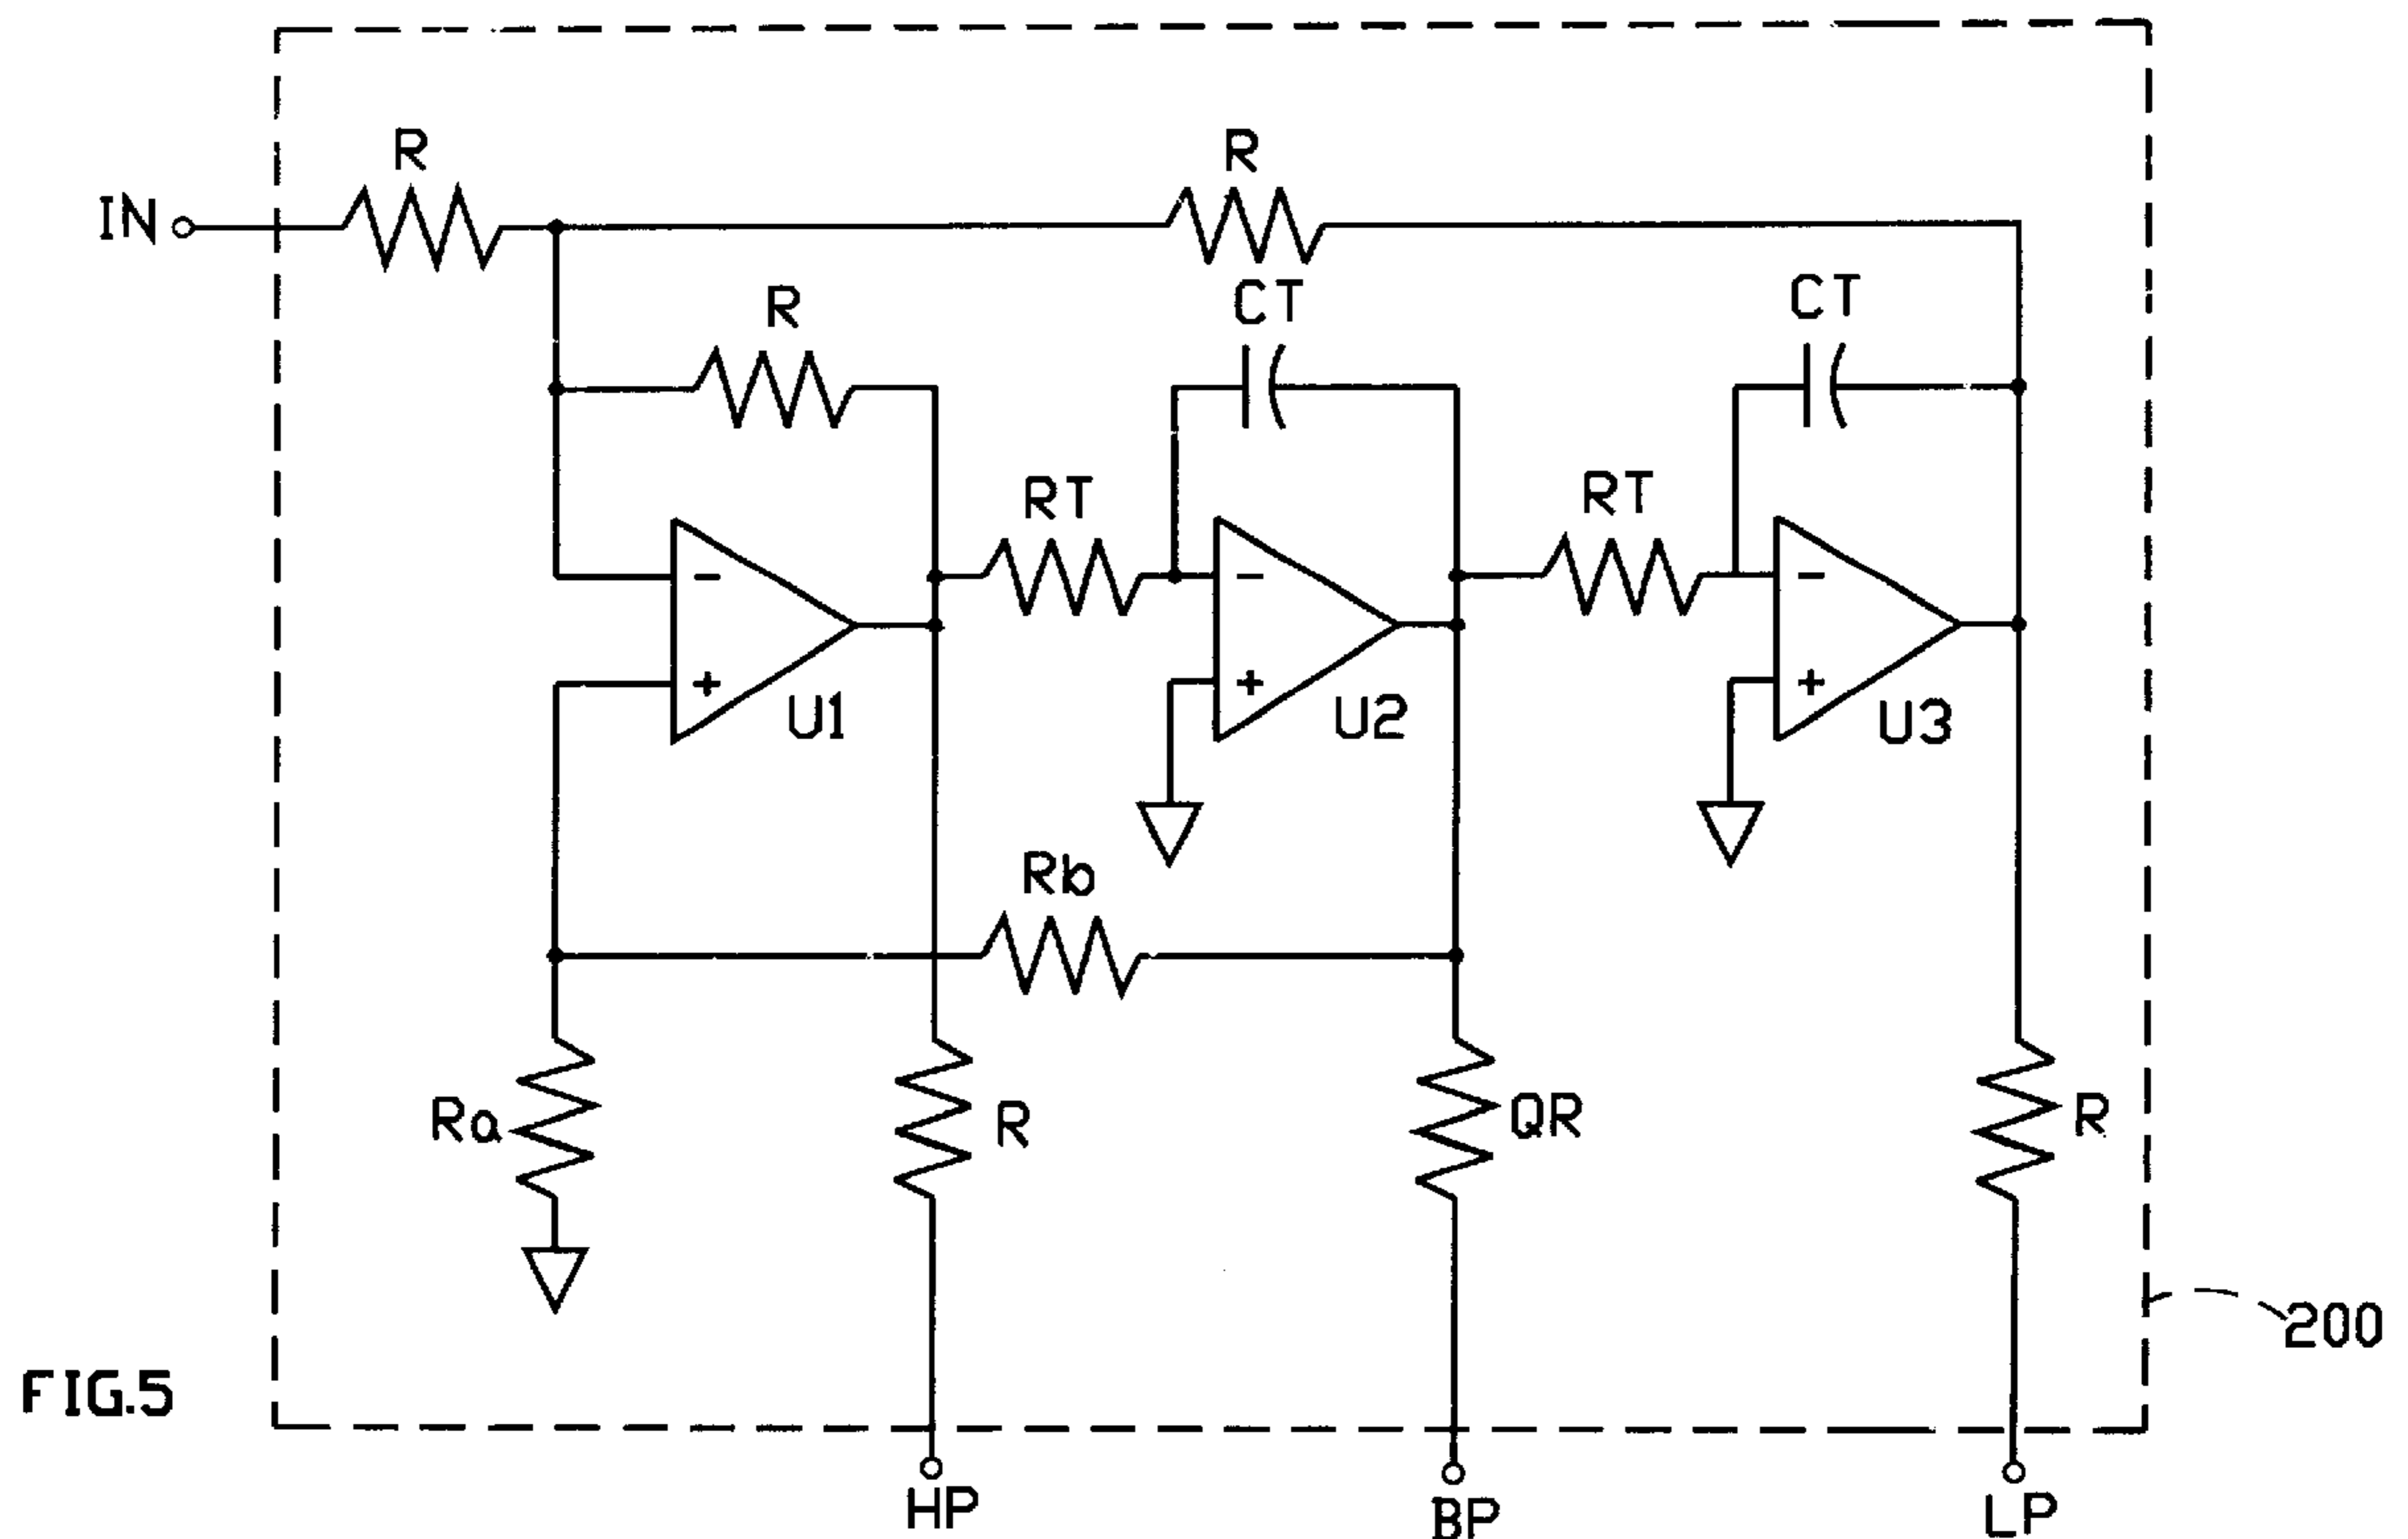 R
R
IN
R
CT
CT
RT
RT
-
-
-
+
+
+
U1
U2
U3
Rb
Ra
R
QR
R
200
FIG.5
HP
BP
LP